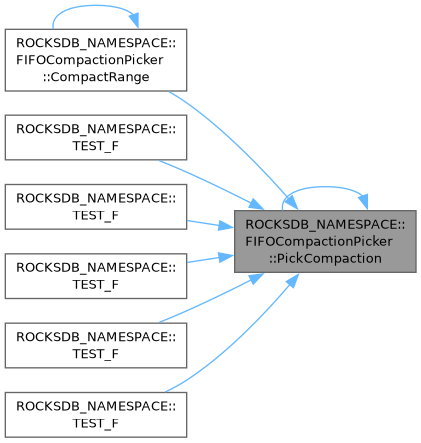 ROCKSDB_NAMESPACE::
FIFOCompactionPicker
::CompactRange
ROCKSDB_NAMESPACE::
TEST_F
ROCKSDB_NAMESPACE::
TEST_F
ROCKSDB_NAMESPACE::
FIFOCompactionPicker
::PickCompaction
ROCKSDB_NAMESPACE::
TEST_F
ROCKSDB_NAMESPACE::
TEST_F
ROCKSDB_NAMESPACE::
TEST_F